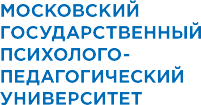 МОСКОВСКИЙ
ГОСУДАРСТВЕННЫЙ
ПСИХОЛОГО-
ПЕДАГОГИЧЕСКИЙ
УНИВЕРСИТЕТ